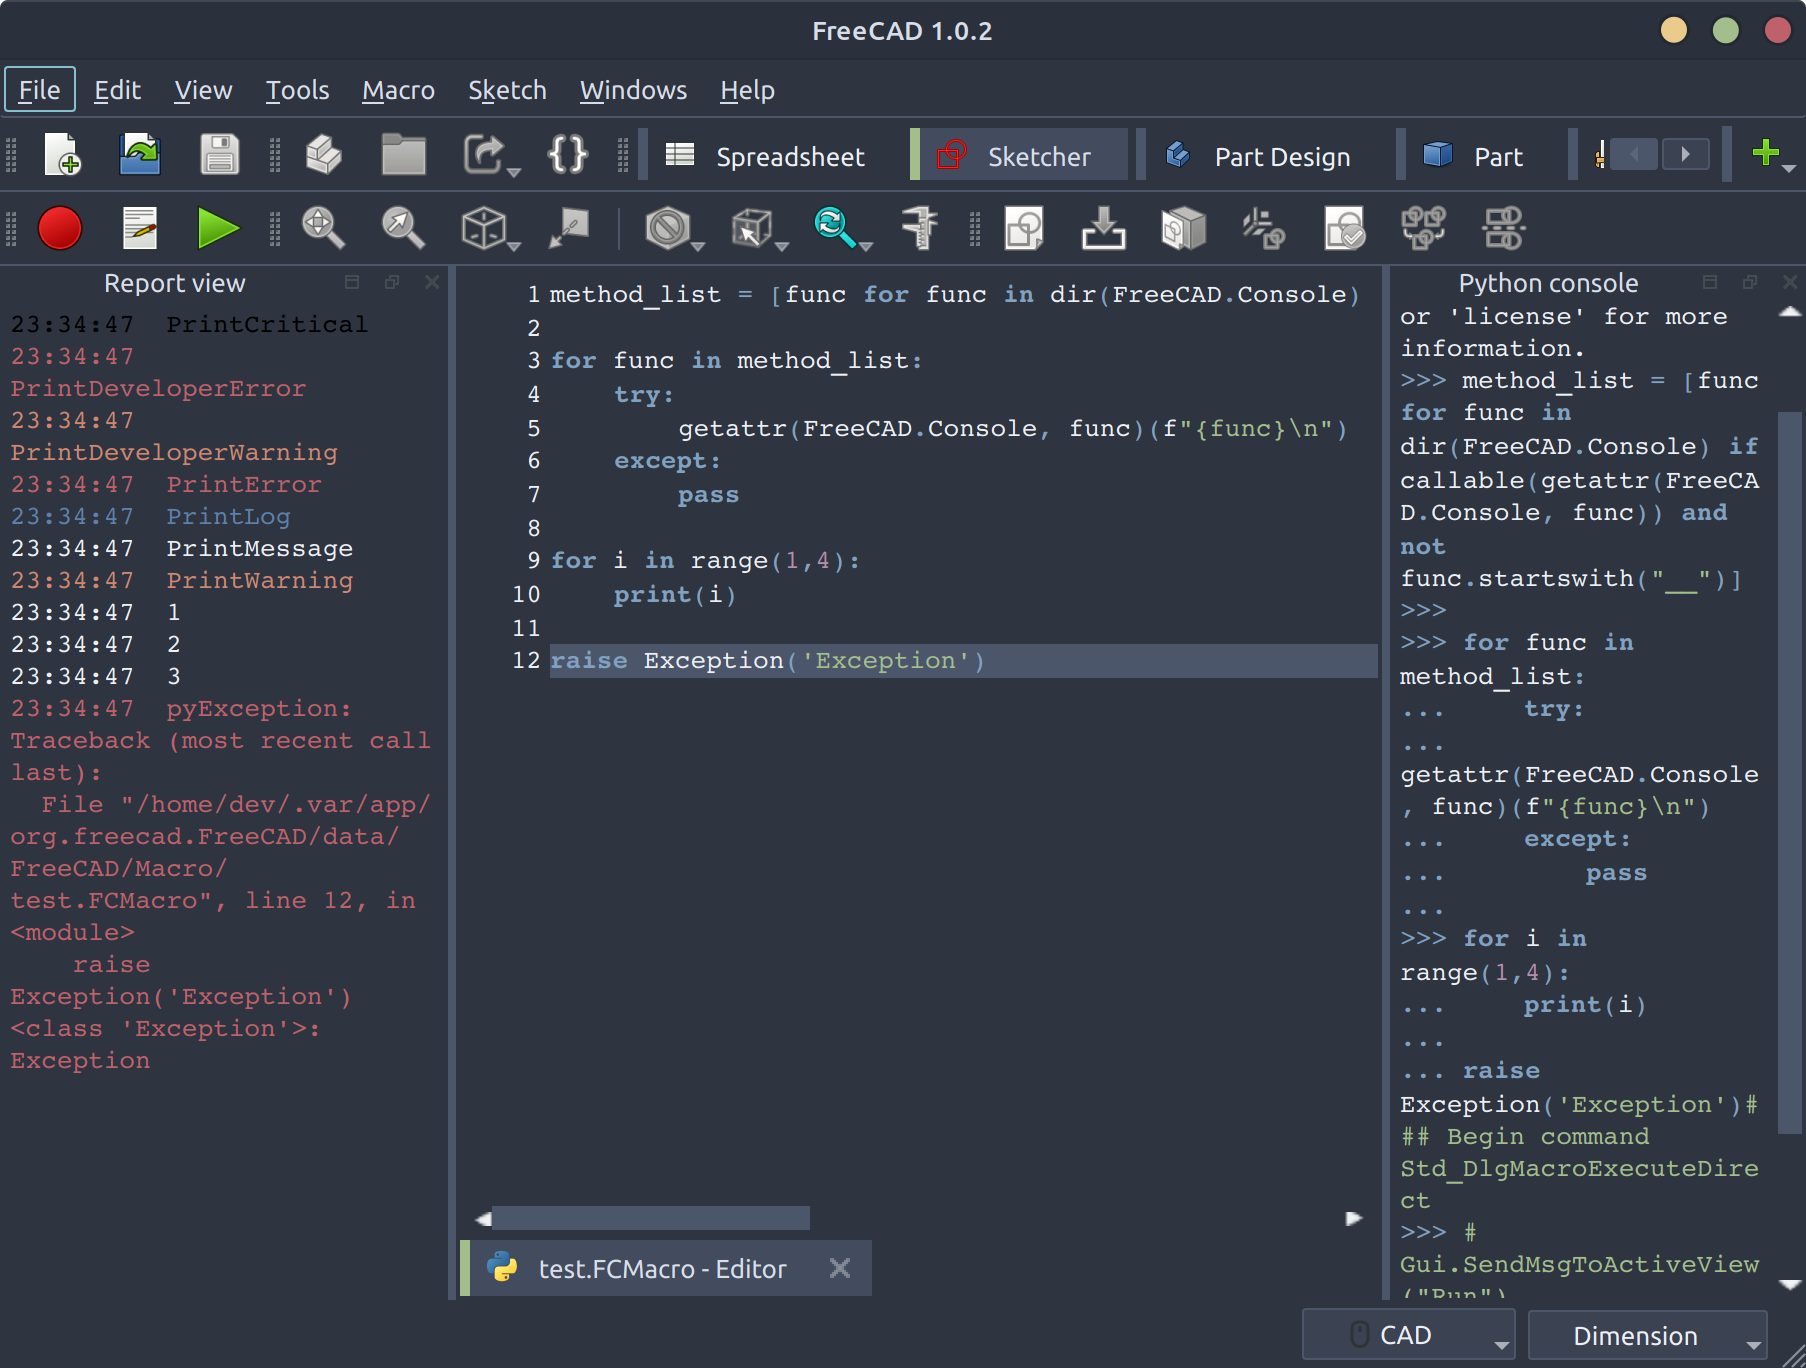 FreeCAD 1.0.2
File Edit View Tools Macro Sketch Windows Help
Spreadsheet Sketcher Part Design Part
Report view
23:34:47  PrintCritical
23:34:47
PrintDeveloperError
23:34:47
PrintDeveloperWarning
23:34:47  PrintError
23:34:47  PrintLog
23:34:47  PrintMessage
23:34:47  PrintWarning
23:34:47  1
23:34:47  2
23:34:47  3
23:34:47  pyException:
Traceback (most recent call
last):
  File "/home/dev/.var/app/
org.freecad.FreeCAD/data/
FreeCAD/Macro/
test.FCMacro", line 12, in
<module>
    raise
Exception('Exception')
<class 'Exception'>:
Exception
1 method_list = [func for func in dir(FreeCAD.Console)
2
3 for func in method_list:
4     try:
5         getattr(FreeCAD.Console, func)(f"{func}\n")
6     except:
7         pass
8
9 for i in range(1,4):
10     print(i)
11
12 raise Exception('Exception')
test.FCMacro - Editor
Python console
or 'license' for more
information.
>>> method_list = [func
for func in
dir(FreeCAD.Console) if
callable(getattr(FreeCA
D.Console, func)) and
not
func.startswith("__")]
>>>
>>> for func in
method_list:
...     try:
...
getattr(FreeCAD.Console
, func)(f"{func}\n")
...     except:
...         pass
...
>>> for i in
range(1,4):
...     print(i)
...
... raise
Exception('Exception')#
## Begin command
Std_DlgMacroExecuteDire
ct
>>> #
Gui.SendMsgToActiveView
("Run")
CAD
Dimension